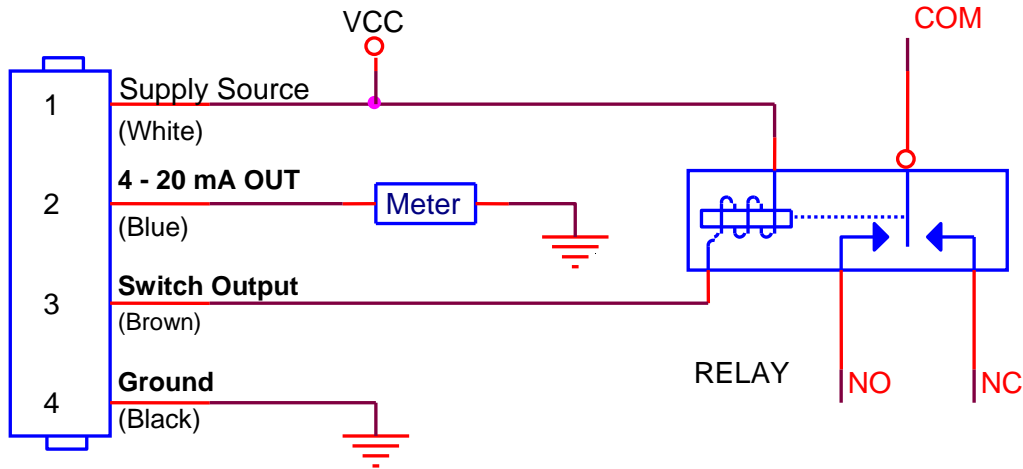 VCC
COM
1
Supply Source
(White)
2
4 - 20 mA OUT
(Blue)
Meter
3
Switch Output
(Brown)
RELAY
NO
NC
4
Ground
(Black)